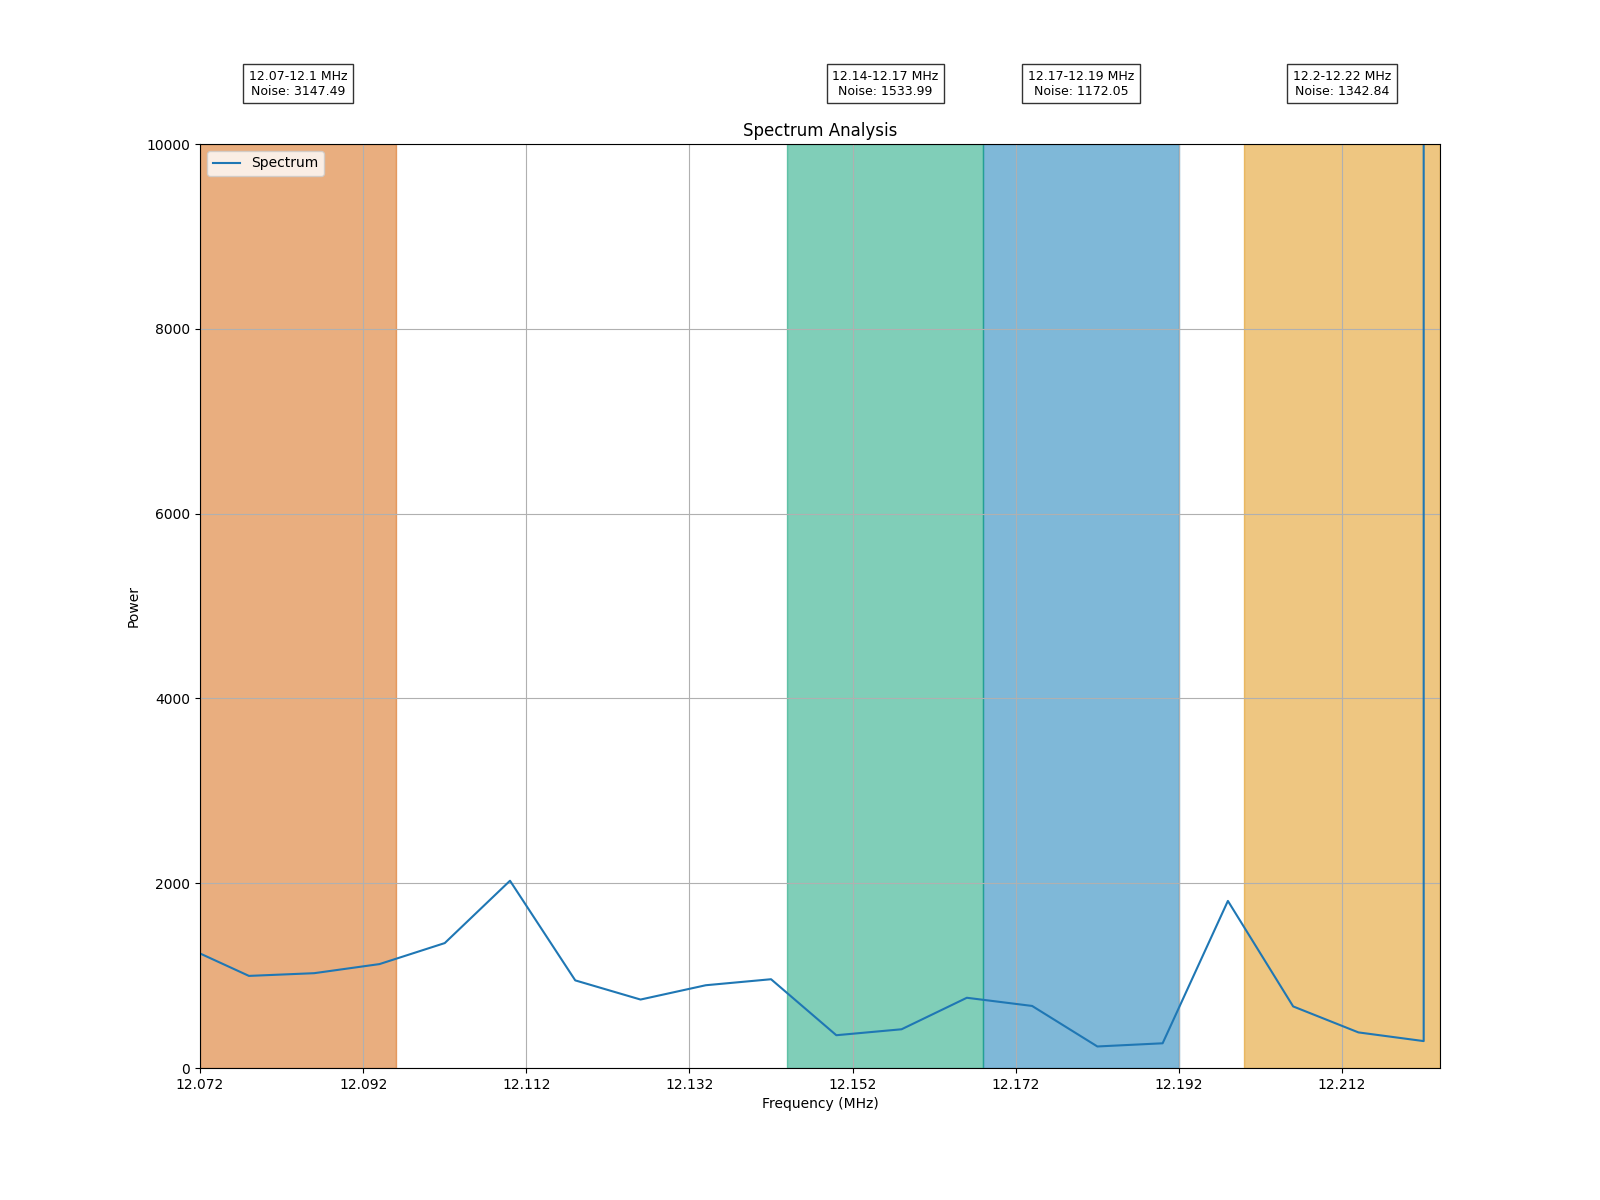 12.07-12.1 MHz
Noise: 3147.49
12.14-12.17 MHz
Noise: 1533.99
12.17-12.19 MHz
Noise: 1172.05
12.2-12.22 MHz
Noise: 1342.84
Spectrum Analysis
Spectrum
10000
8000
6000
4000
2000
0
Power
12.072 12.092 12.112 12.132 12.152 12.172 12.192 12.212
Frequency (MHz)